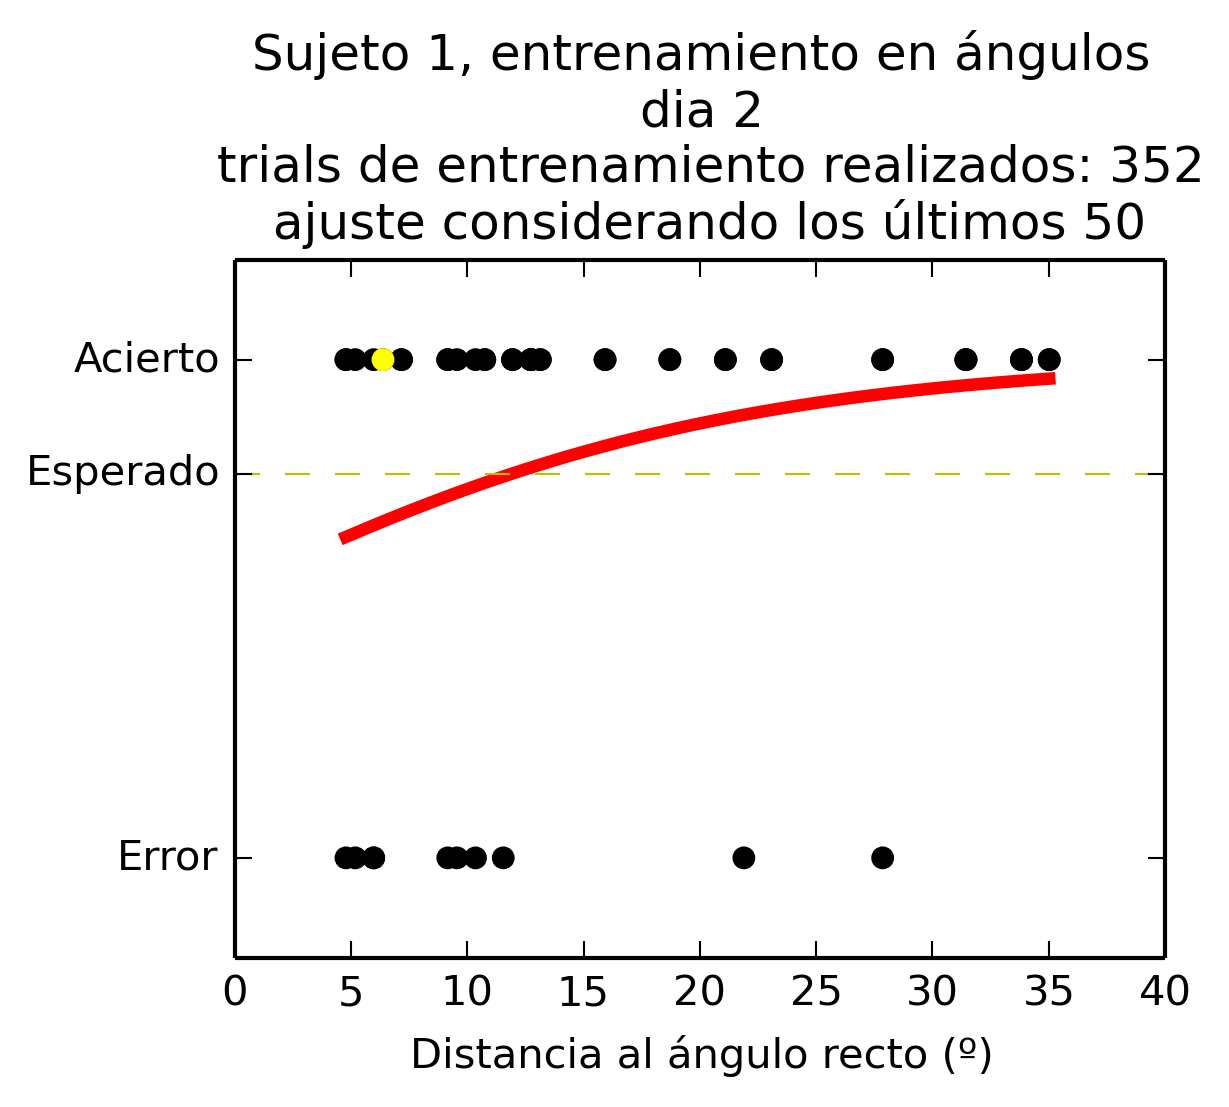 Sujeto 1, entrenamiento en ángulos
dia 2
trials de entrenamiento realizados: 352
ajuste considerando los últimos 50
Acierto
Esperado
Error
0 5 10 15 20 25 30 35 40
Distancia al ángulo recto (º)